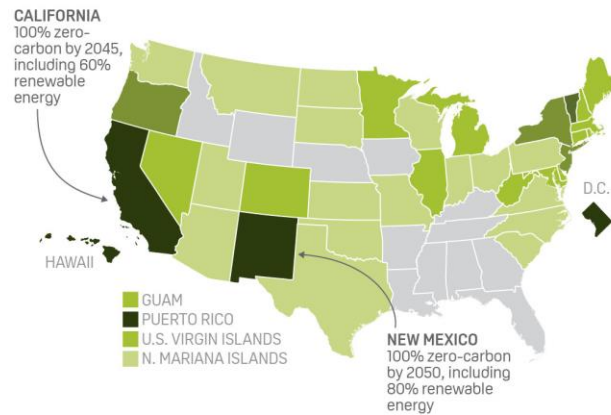 CALIFORNIA
100% zero-
carbon by 2045,
including 60%
renewable
energy
D.C.
HAWAII
GUAM
PUERTO RICO
U.S. VIRGIN ISLANDS
N. MARIANA ISLANDS
NEW MEXICO
100% zero-carbon
by 2050, including
80% renewable
energy